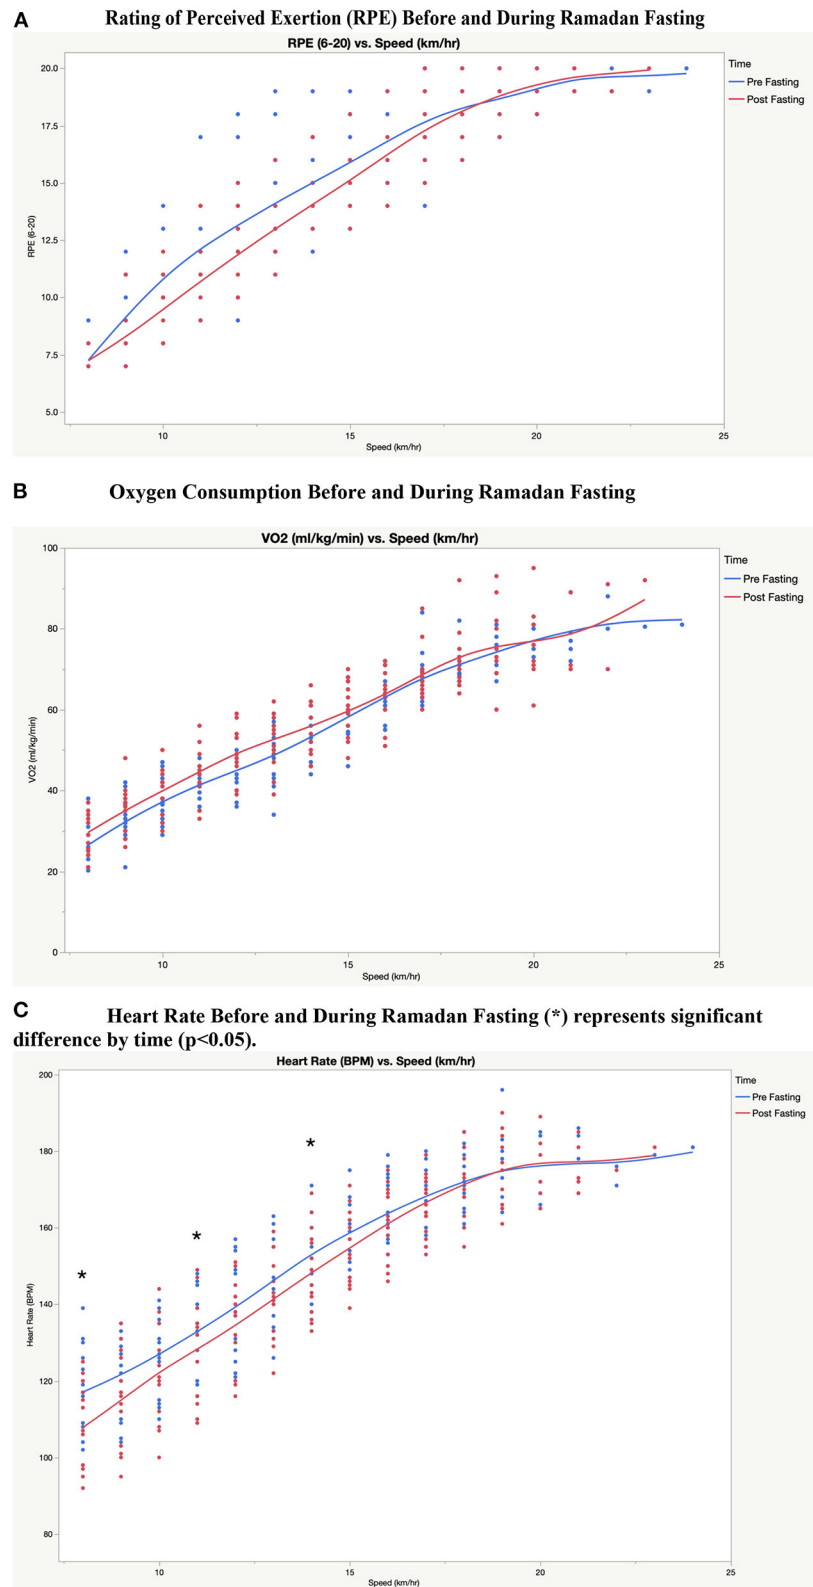 A
Rating of Perceived Exertion (RPE) Before and During Ramadan Fasting
RPE (6-20) vs. Speed (km/hr)
Time
Pre Fasting
Post Fasting
20.0
17.5
15.0
12.5
10.0
7.5
5.0
RPE (6-20)
10 15 20 25
Speed (km/hr)
B
Oxygen Consumption Before and During Ramadan Fasting
VO2 (ml/kg/min) vs. Speed (km/hr)
Time
Pre Fasting
Post Fasting
100
80
60
40
20
0
VO2 (ml/kg/min)
10 15 20 25
Speed (km/hr)
C
Heart Rate Before and During Ramadan Fasting (*) represents significant
difference by time (p<0.05).
Heart Rate (BPM) vs. Speed (km/hr)
Time
Pre Fasting
Post Fasting
200
180
160
140
120
100
80
Heart Rate (BPM)
*
*
*
10 15 20 25
Speed (km/hr)